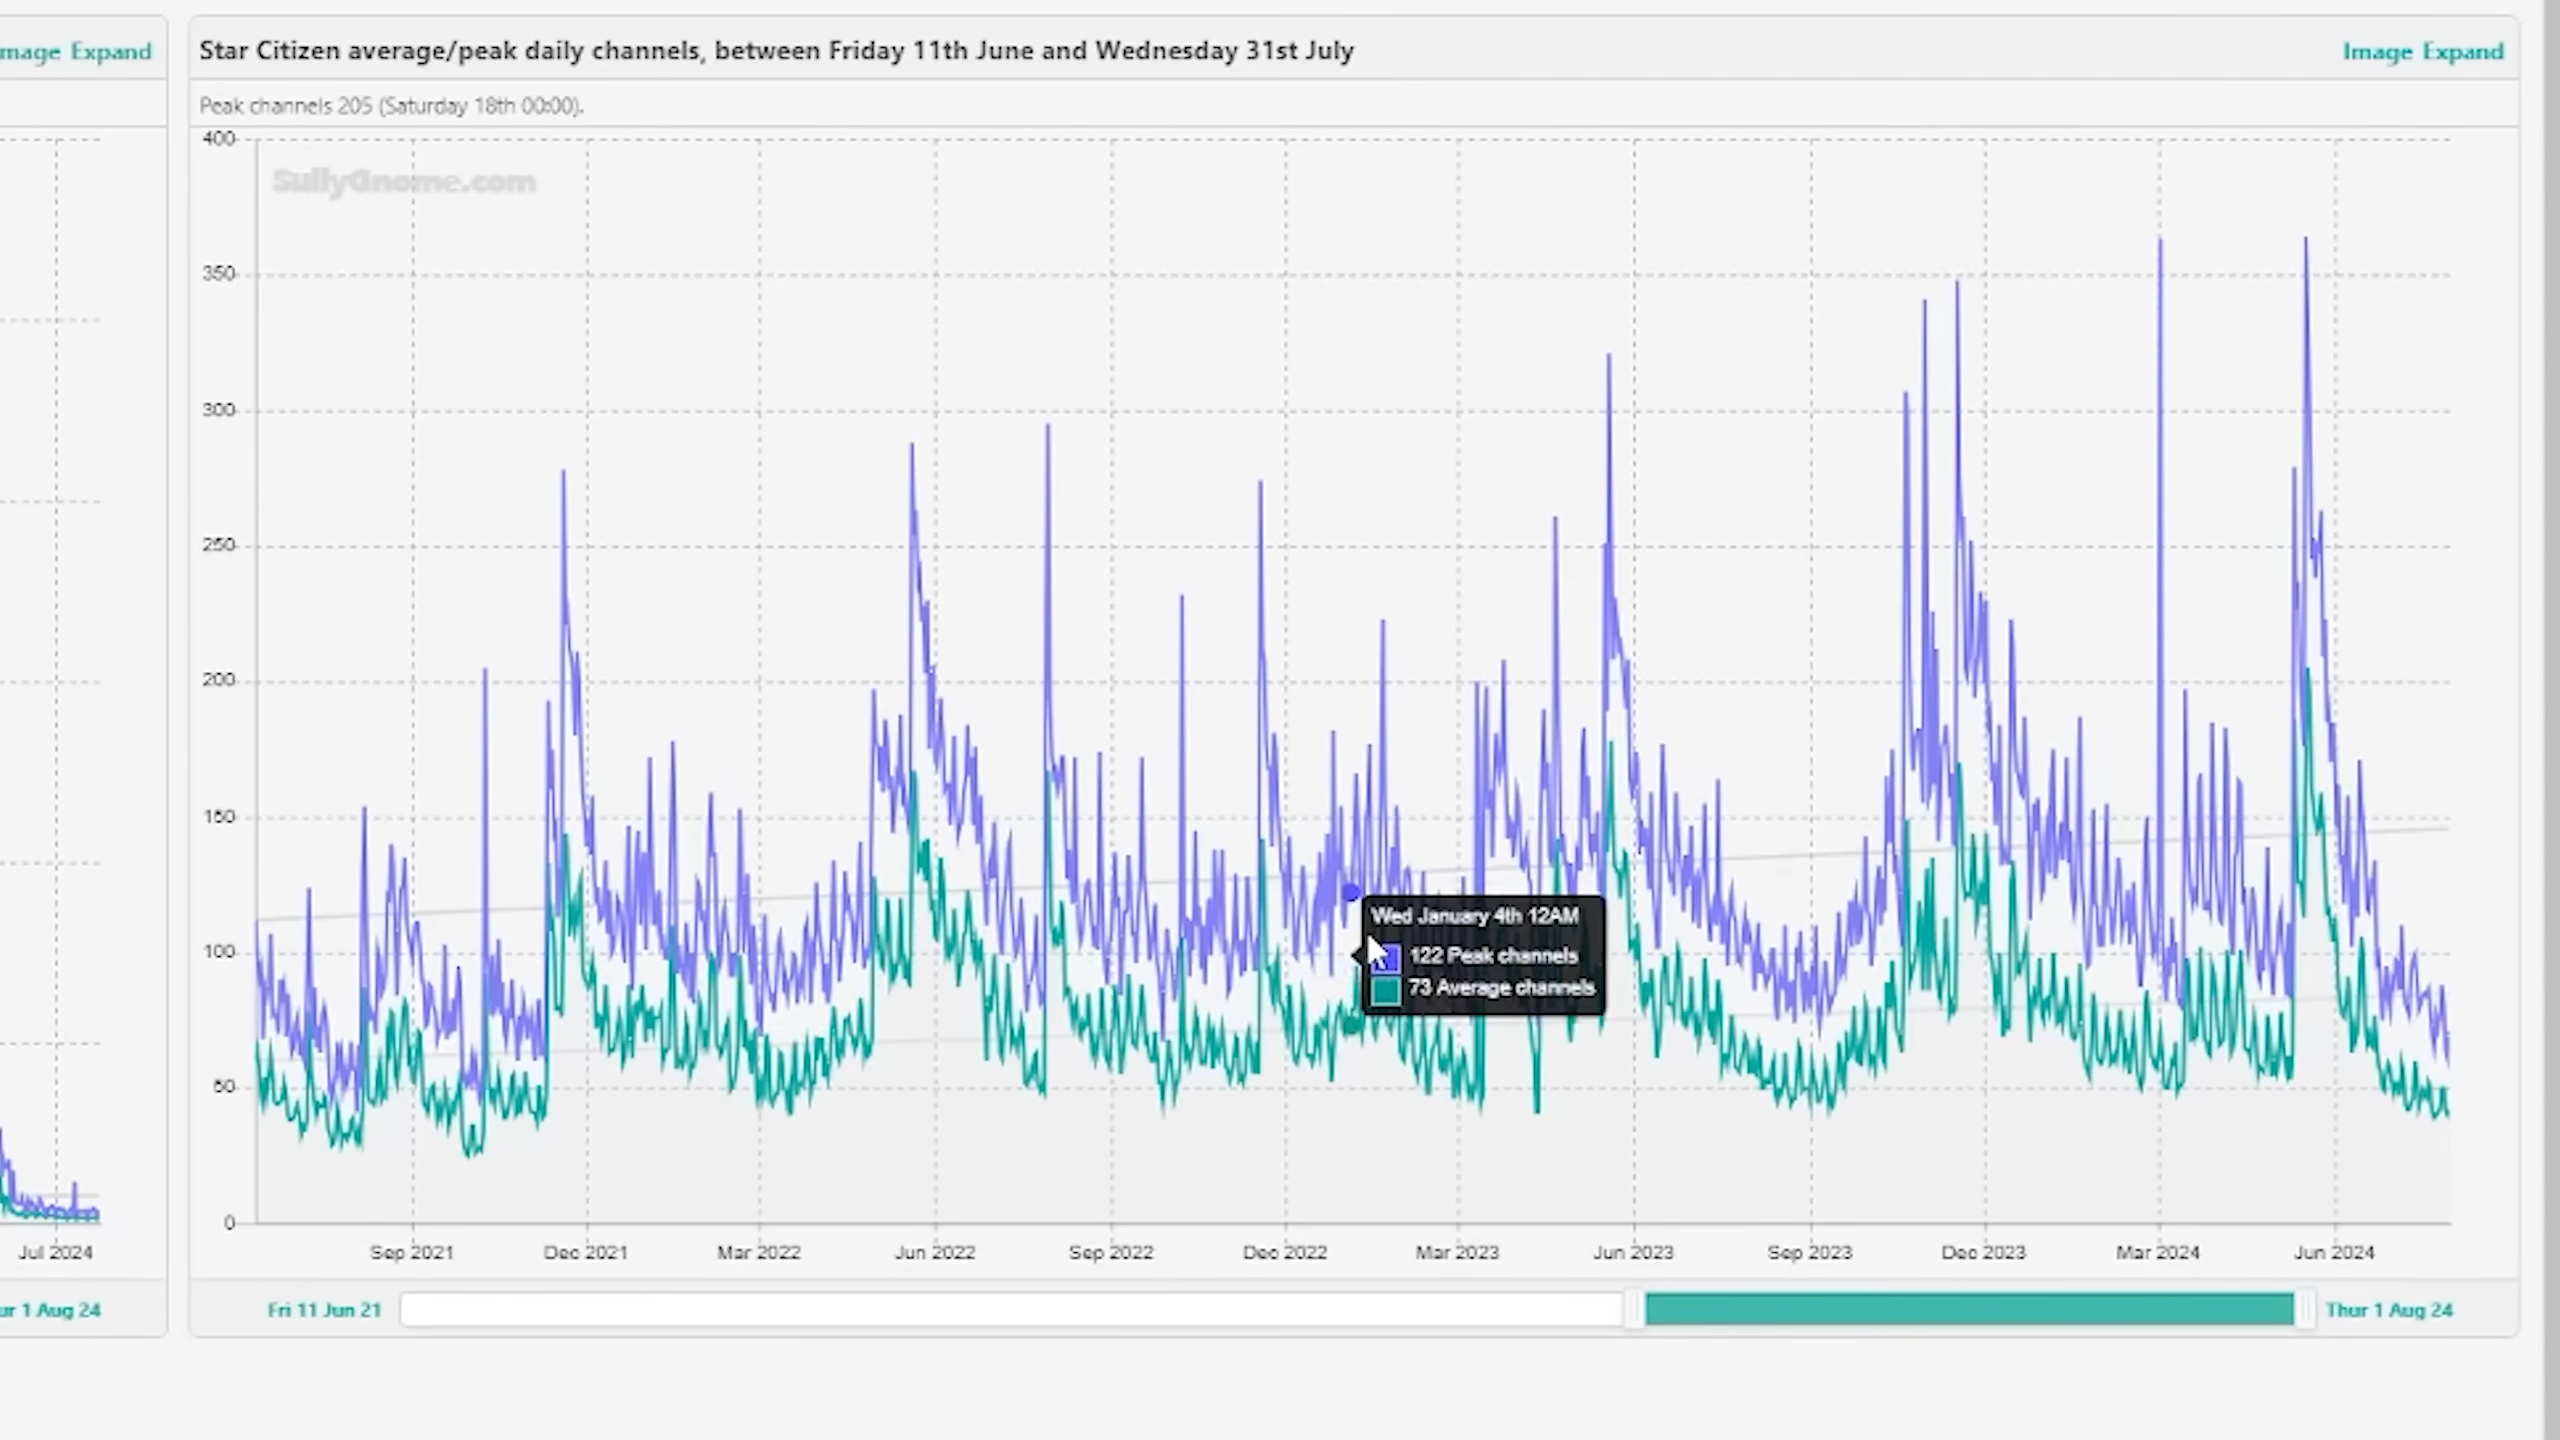 mage Expand
Star Citizen average/peak daily channels, between Friday 11th June and Wednesday 31st July
Image Expand
Peak channels 205 (Saturday 18th 00:00).
400
SullyGnome.com
350
300
250
200
150
100
50
0
Wed January 4th 12AM
122 Peak channels
73 Average channels
Jul 2024
Sep 2021
Dec 2021
Mar 2022
Jun 2022
Sep 2022
Dec 2022
Mar 2023
Jun 2023
Sep 2023
Dec 2023
Mar 2024
Jun 2024
ur 1 Aug 24
Fri 11 Jun 21
Thur 1 Aug 24